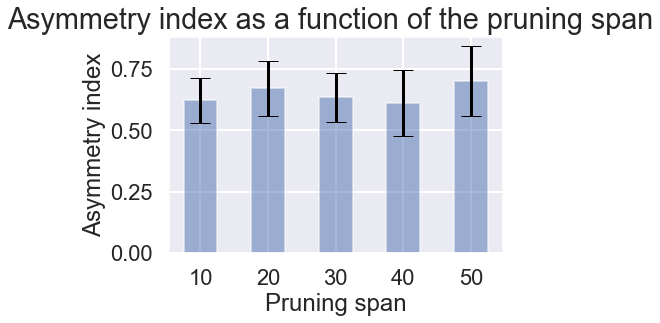 Asymmetry index as a function of the pruning span
Asymmetry index
0.75
0.50
0.25
0.00
10 20 30 40 50
Pruning span